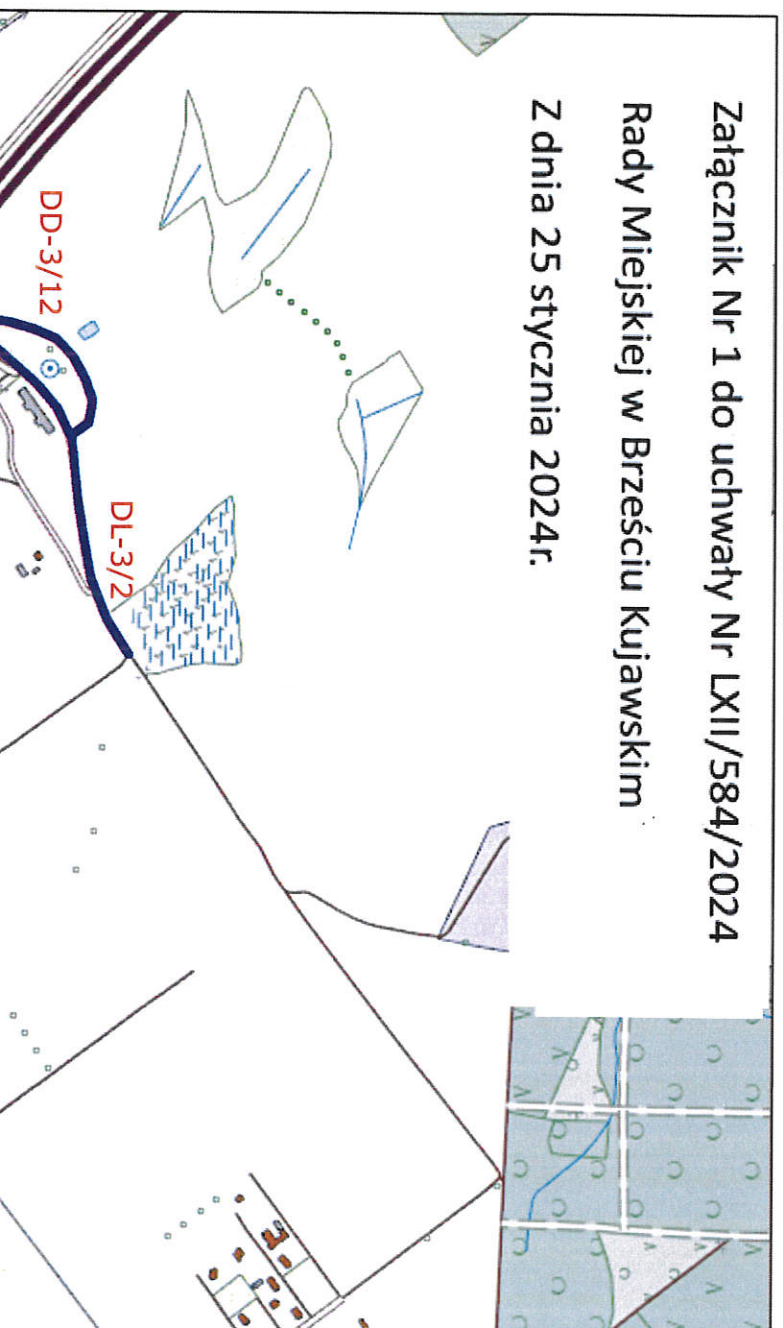 Załącznik Nr 1 do uchwały Nr LXII/584/2024
Rady Miejskiej w Brześciu Kujawskim
Z dnia 25 stycznia 2024r.
DD-3/12
DL-3/2